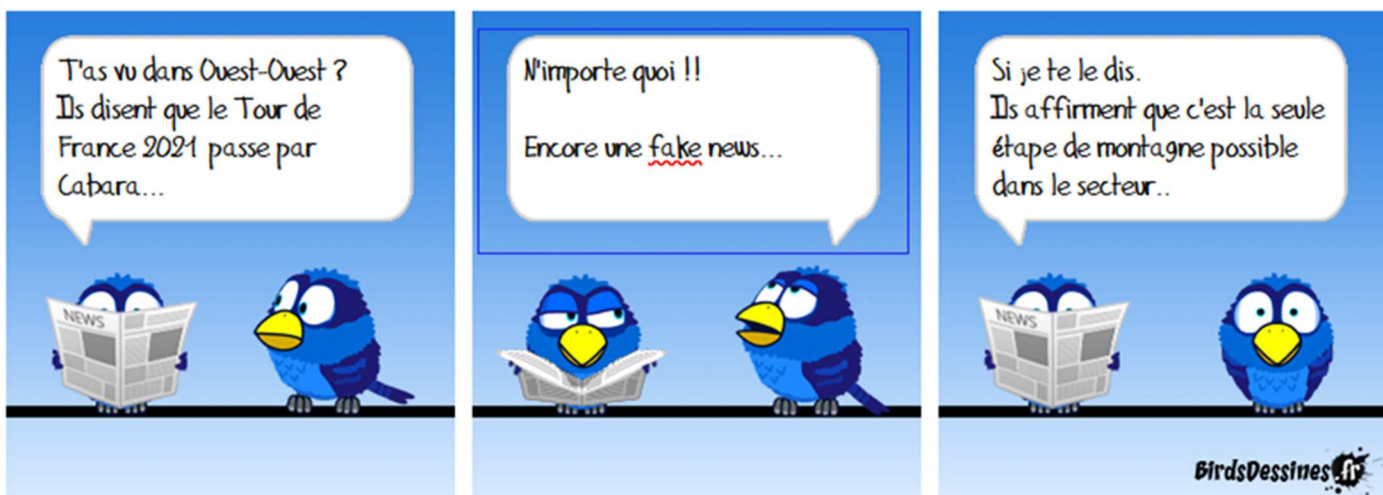 T'as vu dans Ouest-Ouest ?
Ils disent que le Tour de
France 2021 passe par
Cabara...
NEWS
N'importe quoi !!
Encore une fake news...
Si je te le dis.
Ils affirment que c'est la seule
étape de montagne possible
dans le secteur..
NEWS
BirdsDessines.fr